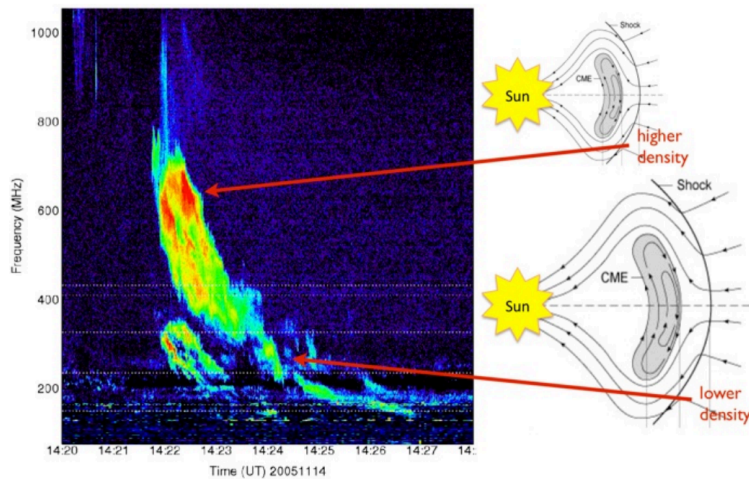 1000
800
600
400
200
Frequency (MHz)
14:20
14:21
14:22
14:23
14:24
14:25
14:26
14:27
14:
Time (UT) 20051114
Shock
CME
Sun
higher
density
Shock
CME
Sun
lower
density